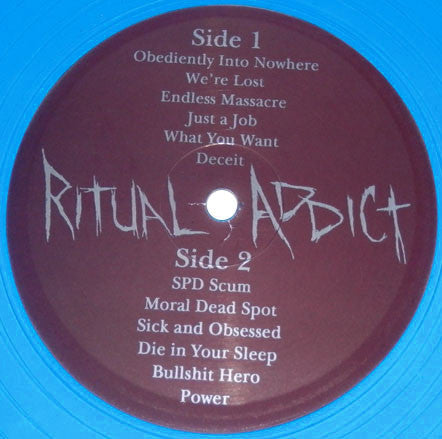 Side 1
Obediently Into Nowhere
We're Lost
Endless Massacre
Just a Job
What You Want
Deceit
RITUAL ADDICT
Side 2
SPD Scum
Moral Dead Spot
Sick and Obsessed
Die in Your Sleep
Bullshit Hero
Power